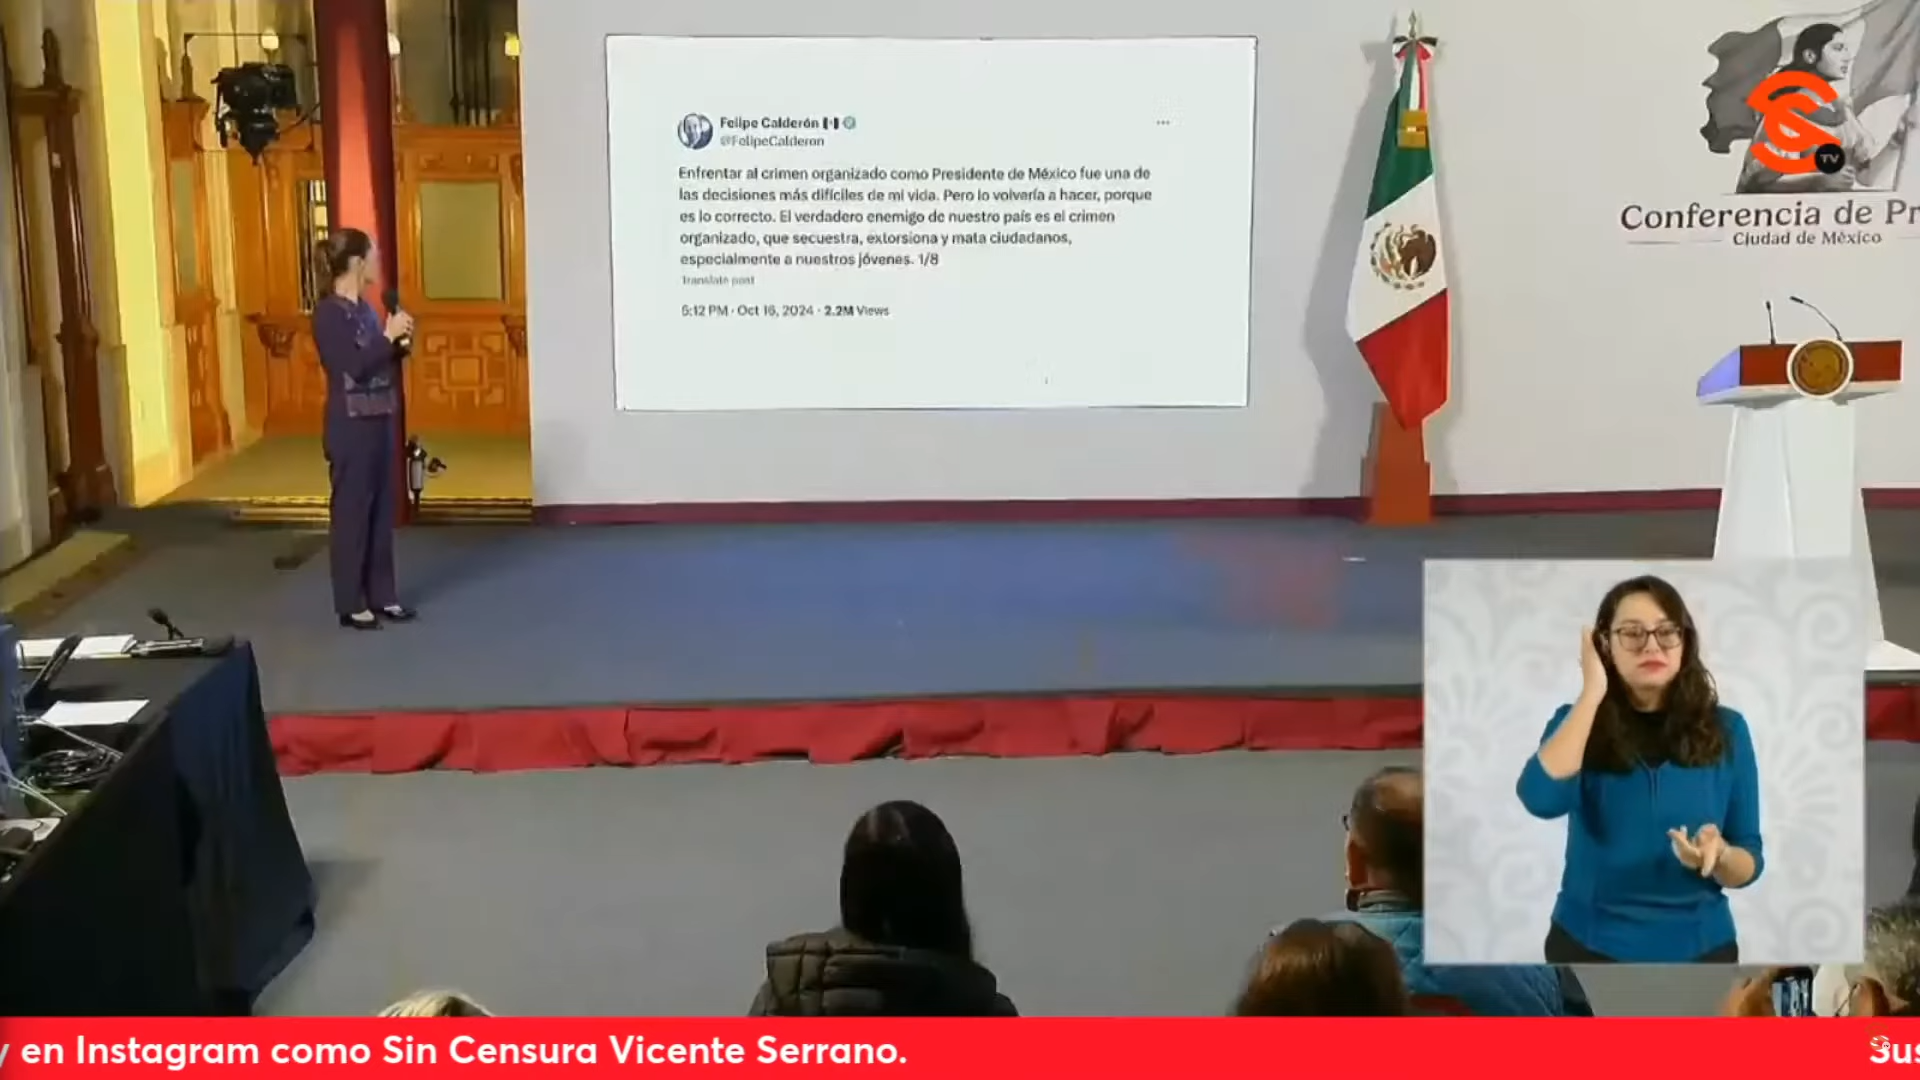 Felipe Calderón
@FelipeCalderon
Enfrentar al crimen organizado como Presidente de México fue una de
las decisiones más difíciles de mi vida. Pero lo volvería a hacer, porque
es lo correcto. El verdadero enemigo de nuestro país es el crimen
organizado, que secuestra, extorsiona y mata ciudadanos,
especialmente a nuestros jóvenes. 1/8
Translate post
6:12 PM · Oct 16, 2024 · 2.2M Views
TV
Conferencia de Pr
Ciudad de México
y en Instagram como Sin Censura Vicente Serrano.
Sus